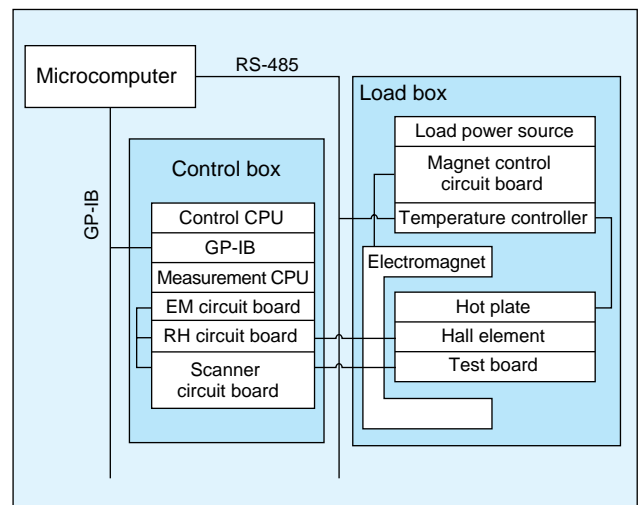 Microcomputer
RS-485
GP-IB
Control box
Control CPU
GP-IB
Measurement CPU
EM circuit board
RH circuit board
Scanner
circuit board
Load box
Load power source
Magnet control
circuit board
Temperature controller
Electromagnet
Hot plate
Hall element
Test board